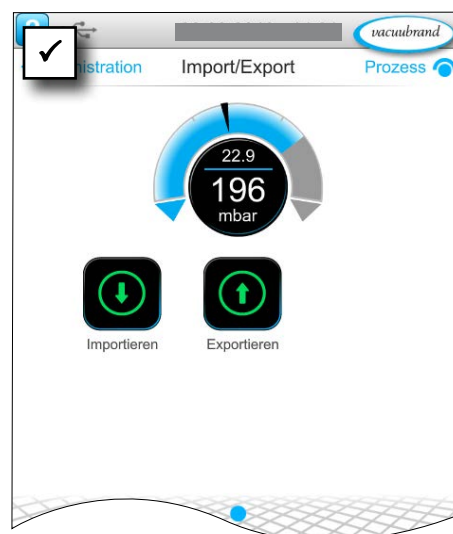 vacuubrand
istration
Import/Export
Prozess
22.9
196
mbar
Importieren
Exportieren